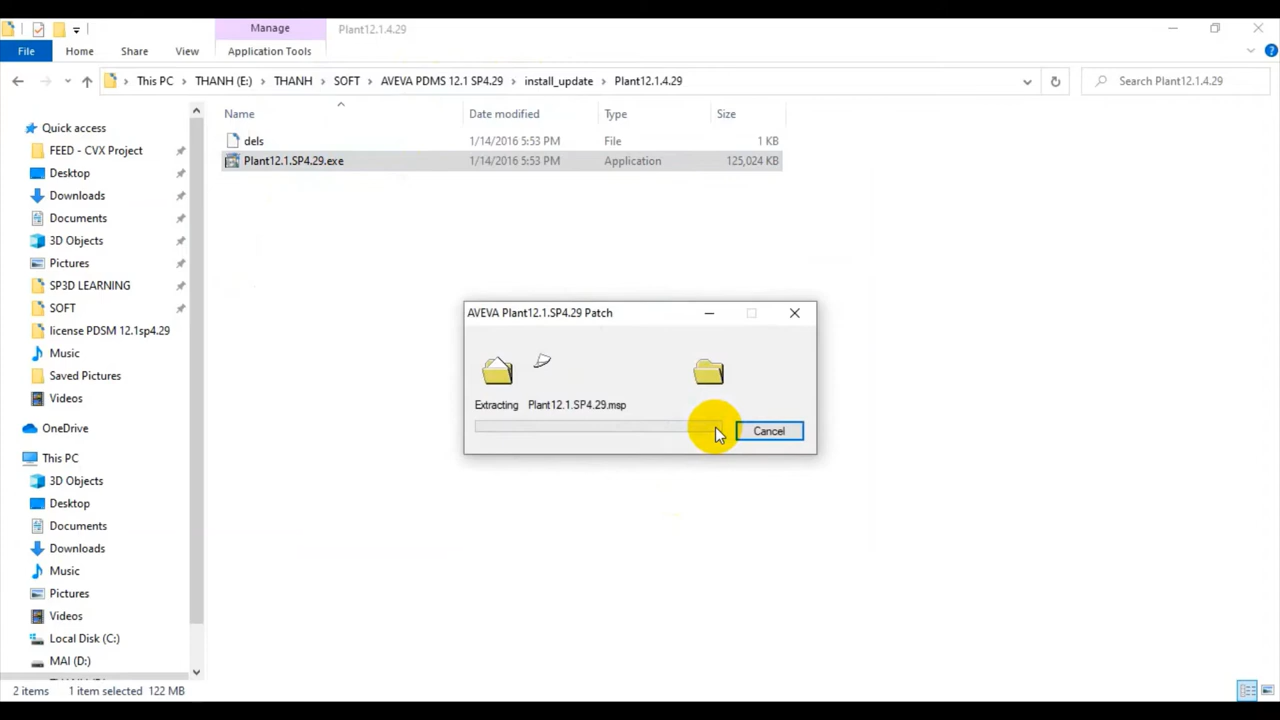 Manage
Plant12.1.4.29
File Home Share View Application Tools
This PC THANH (E:) THANH SOFT AVEVA PDMS 12.1 SP4.29 install_update Plant12.1.4.29
Search Plant12.1.4.29
Name Date modified Type Size
dels 1/14/2016 5:53 PM File 1 KB
Plant12.1.SP4.29.exe 1/14/2016 5:53 PM Application 125,024 KB
Quick access
FEED - CVX Project
Desktop
Downloads
Documents
3D Objects
Pictures
SP3D LEARNING
SOFT
license PDSM 12.1sp4.29
Music
Saved Pictures
Videos
OneDrive
This PC
3D Objects
Desktop
Documents
Downloads
Music
Pictures
Videos
Local Disk (C:)
MAI (D:)
AVEVA Plant12.1.SP4.29 Patch
Extracting Plant12.1.SP4.29.msp
Cancel
2 items 1 item selected 122 MB